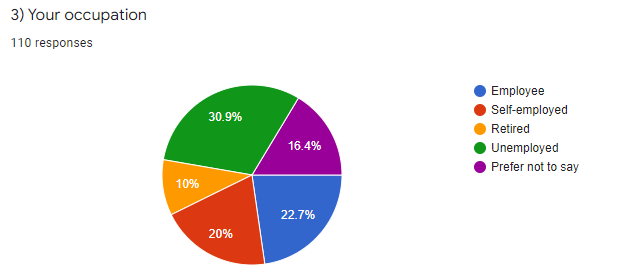 3) Your occupation
110 responses
30.9%
16.4%
10%
22.7%
20%
Employee
Self-employed
Retired
Unemployed
Prefer not to say